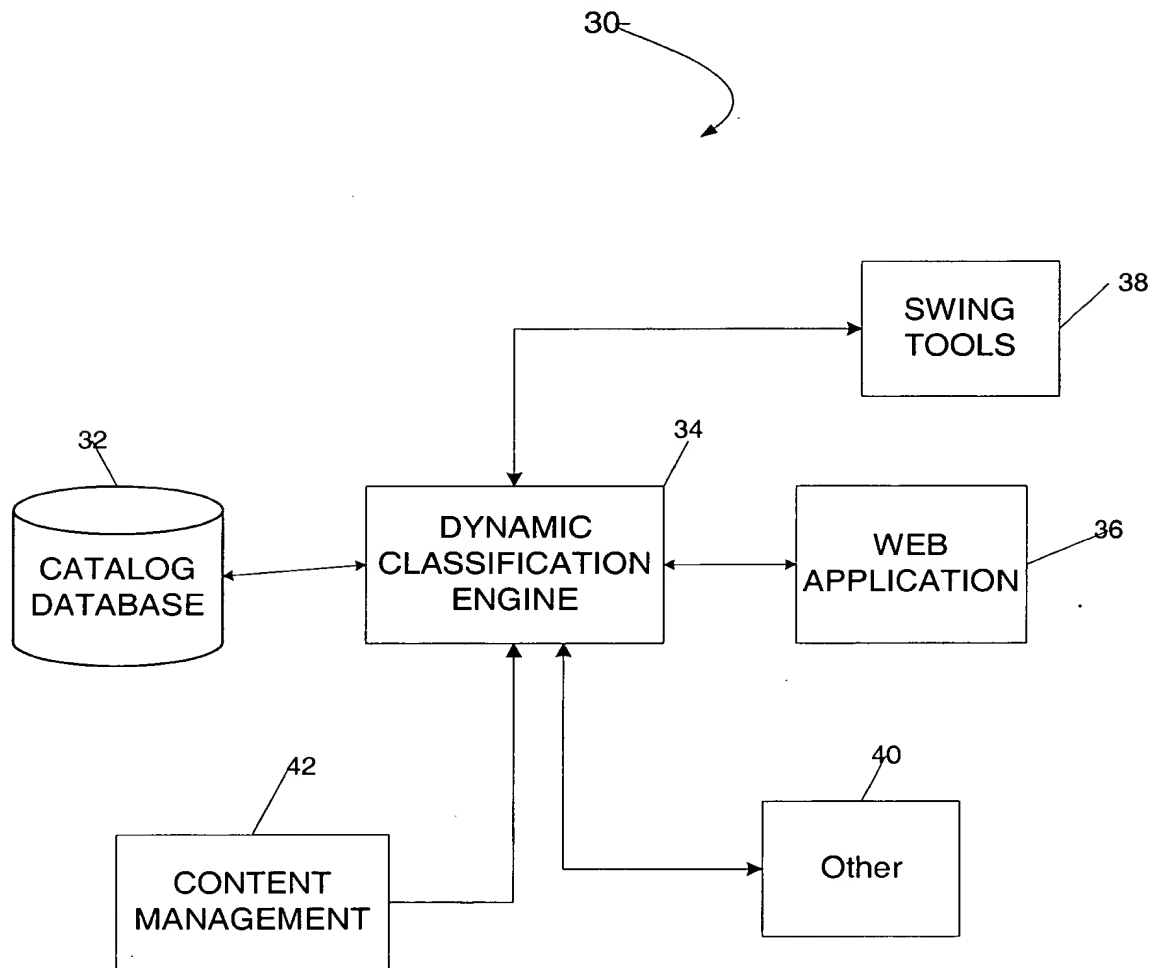 30
SWING
TOOLS
38
32
34
CATALOG
DATABASE
DYNAMIC
CLASSIFICATION
ENGINE
WEB
APPLICATION
36
42
40
CONTENT
MANAGEMENT
Other